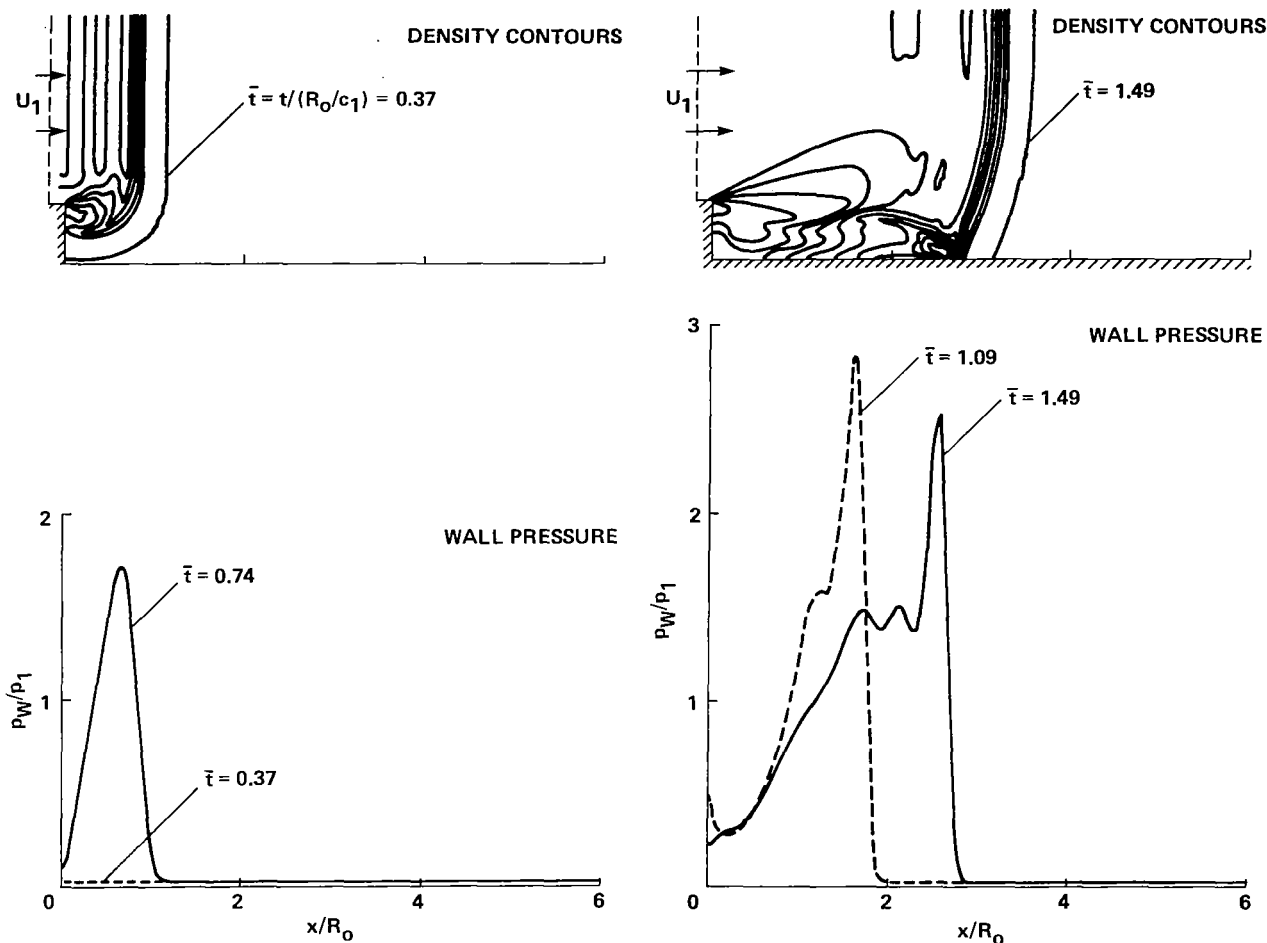 DENSITY CONTOURS
U1
t̄ = t/(Ro/c1) = 0.37
DENSITY CONTOURS
U1
t̄ = 1.49
2
WALL PRESSURE
t̄ = 0.74
pW/p1
1
t̄ = 0.37
0
2
4
6
x/Ro
3
WALL PRESSURE
t̄ = 1.09
t̄ = 1.49
2
pW/p1
1
0
2
4
6
x/Ro